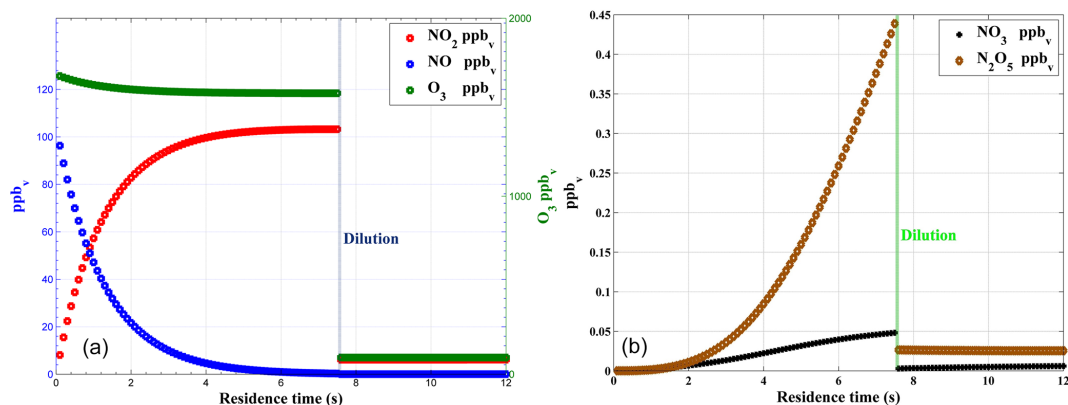 NO2 ppbv
NO ppbv
O3 ppbv
ppbv
120
100
80
60
40
20
0
2000
1000
0
O3 ppbv
Dilution
(a)
0 2 4 6 8 10 12
Residence time (s)
NO3 ppbv
N2O5 ppbv
ppbv
0.45
0.4
0.35
0.3
0.25
0.2
0.15
0.1
0.05
0
Dilution
(b)
0 2 4 6 8 10 12
Residence time (s)